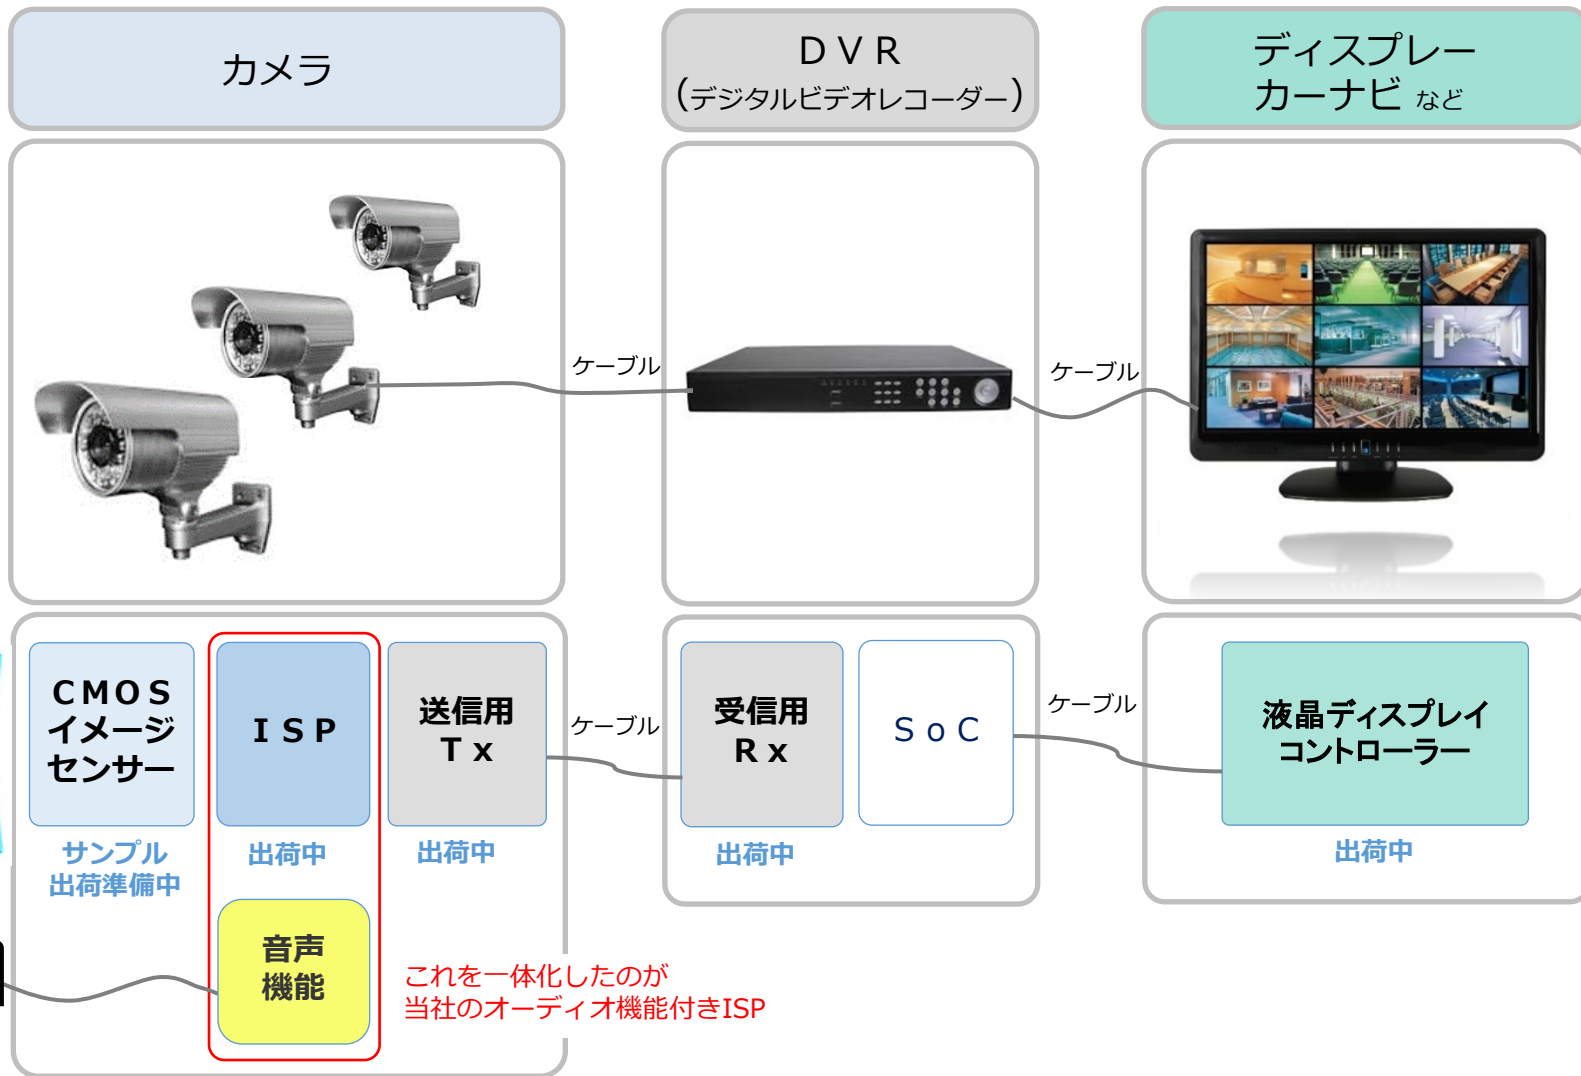 カメラ
ＤＶＲ
(デジタルビデオレコーダー)
ディスプレー
カーナビ など
ケーブル
ケーブル
ＣＭＯＳ
イメージ
センサー
ＩＳＰ
送信用
Ｔｘ
ケーブル
受信用
Ｒｘ
ＳｏＣ
ケーブル
液晶ディスプレイ
コントローラー
サンプル
出荷準備中
出荷中
出荷中
出荷中
出荷中
音声
機能
これを一体化したのが
当社のオーディオ機能付きISP